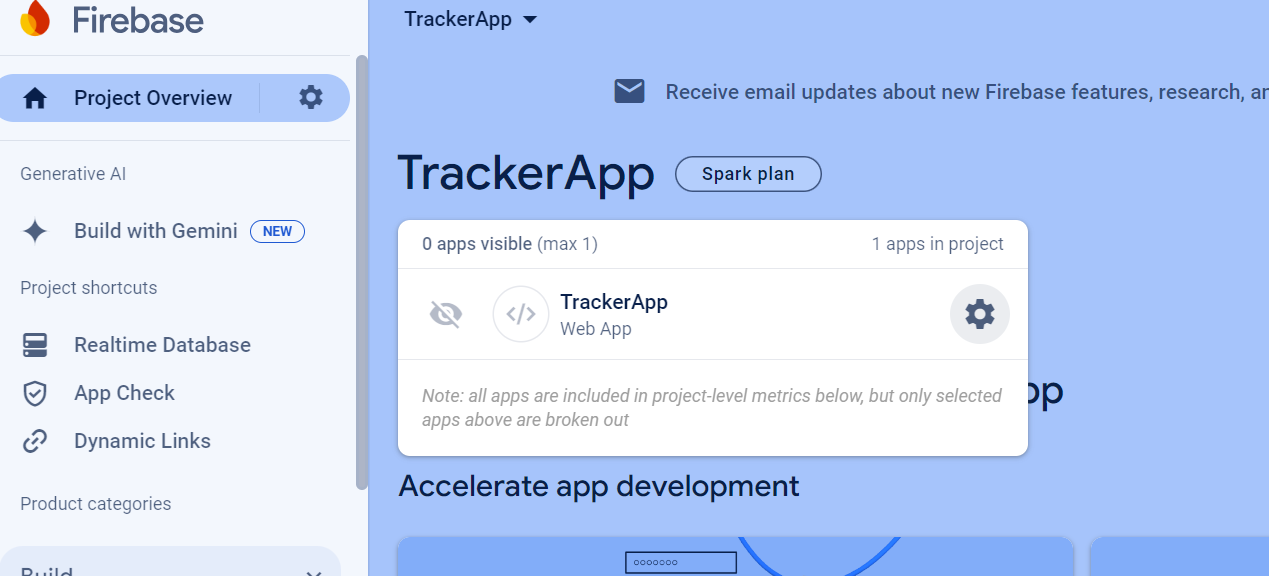 Firebase
Project Overview
Generative AI
Build with Gemini NEW
Project shortcuts
Realtime Database
App Check
Dynamic Links
Product categories
Build
TrackerApp
Receive email updates about new Firebase features, research, an
TrackerApp Spark plan
0 apps visible (max 1) 1 apps in project
TrackerApp
Web App
Note: all apps are included in project-level metrics below, but only selected
apps above are broken out
pp
Accelerate app development